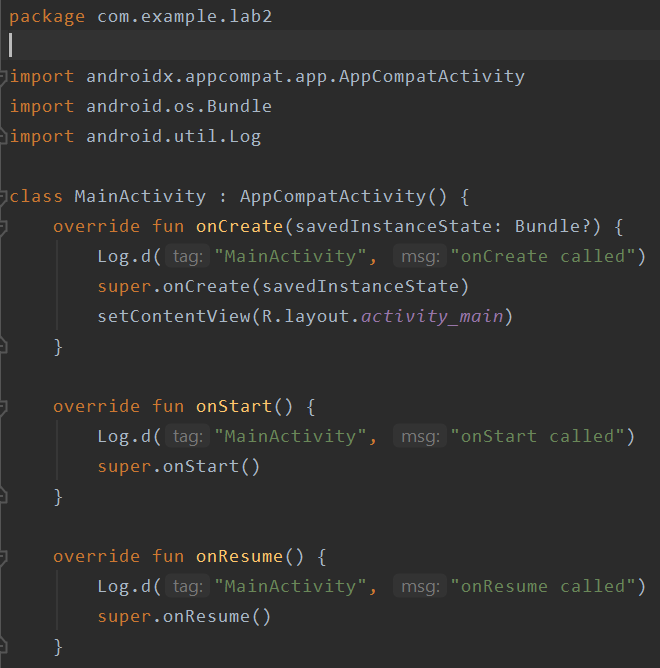 package com.example.lab2
import androidx.appcompat.app.AppCompatActivity
import android.os.Bundle
import android.util.Log
class MainActivity : AppCompatActivity() {
override fun onCreate(savedInstanceState: Bundle?) {
Log.d( tag: "MainActivity", msg: "onCreate called")
super.onCreate(savedInstanceState)
setContentView(R.layout.activity_main)
}
override fun onStart() {
Log.d( tag: "MainActivity", msg: "onStart called")
super.onStart()
}
override fun onResume() {
Log.d( tag: "MainActivity", msg: "onResume called")
super.onResume()
}